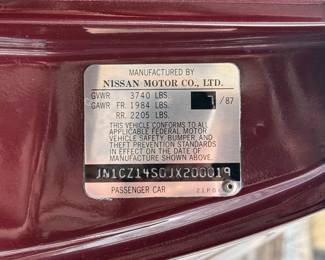 MANUFACTURED BY
NISSAN MOTOR CO., LTD.
GVWR 3740 LBS /87
GAWR FR. 1984 LBS
RR. 2205 LBS
THIS VEHICLE CONFORMS TO ALL
APPLICABLE FEDERAL MOTOR
VEHICLE SAFETY, BUMPER, AND
THEFT PREVENTION STANDARDS
IN EFFECT ON THE DATE OF
MANUFACTURE SHOWN ABOVE.
JN1CZ14S0JX200019
PASSENGER CAR